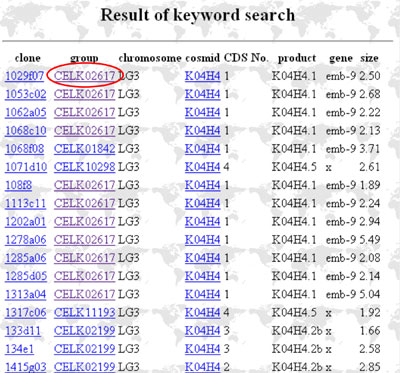 Result of keyword search
clone group chromosome cosmid CDS No. product gene size
1029f07 CELK02617 LG3 K04H4 1 K04H4.1 emb-9 2.50
1053c02 CELK02617 LG3 K04H4 1 K04H4.1 emb-9 2.68
1062a05 CELK02617 LG3 K04H4 1 K04H4.1 emb-9 2.22
1068c10 CELK02617 LG3 K04H4 1 K04H4.1 emb-9 2.13
1068f08 CELK01842 LG3 K04H4 1 K04H4.1 emb-9 3.71
1071d10 CELK10298 LG3 K04H4 4 K04H4.5 x 2.61
108f8 CELK02617 LG3 K04H4 1 K04H4.1 emb-9 1.89
1113c11 CELK02617 LG3 K04H4 1 K04H4.1 emb-9 2.24
1202a01 CELK02617 LG3 K04H4 1 K04H4.1 emb-9 2.94
1278a06 CELK02617 LG3 K04H4 1 K04H4.1 emb-9 5.49
1285a06 CELK02617 LG3 K04H4 1 K04H4.1 emb-9 2.08
1285d05 CELK02617 LG3 K04H4 1 K04H4.1 emb-9 2.14
1313a04 CELK02617 LG3 K04H4 1 K04H4.1 emb-9 5.04
1317c06 CELK11193 LG3 K04H4 4 K04H4.5 x 1.92
133d11 CELK02199 LG3 K04H4 3 K04H4.2b x 1.66
134e1 CELK02199 LG3 K04H4 3 K04H4.2b x 2.58
1415g03 CELK02199 LG3 K04H4 2 K04H4.2b x 2.85